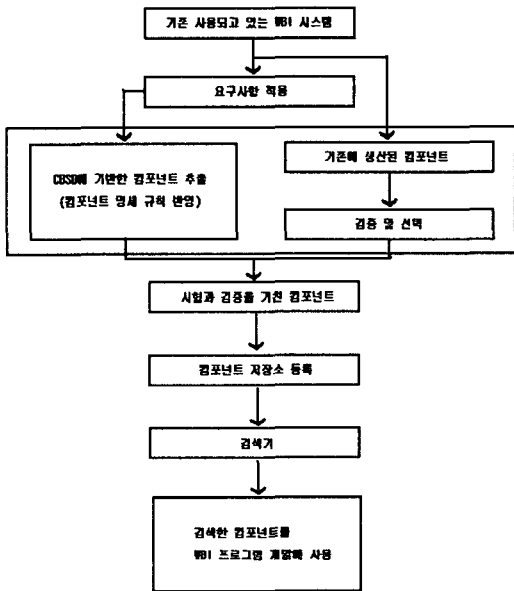 기존 사용되고 있는 WBI 시스템
요구사항 적용
CBSD에 기반한 컴포넌트 추출
(컴포넌트 명세 규칙 반영)
기존에 생산된 컴포넌트
검증 및 선택
시험과 검증을 거친 컴포넌트
컴포넌트 저장소 등록
검색기
검색한 컴포넌트를
WBI 프로그램 개발에 사용